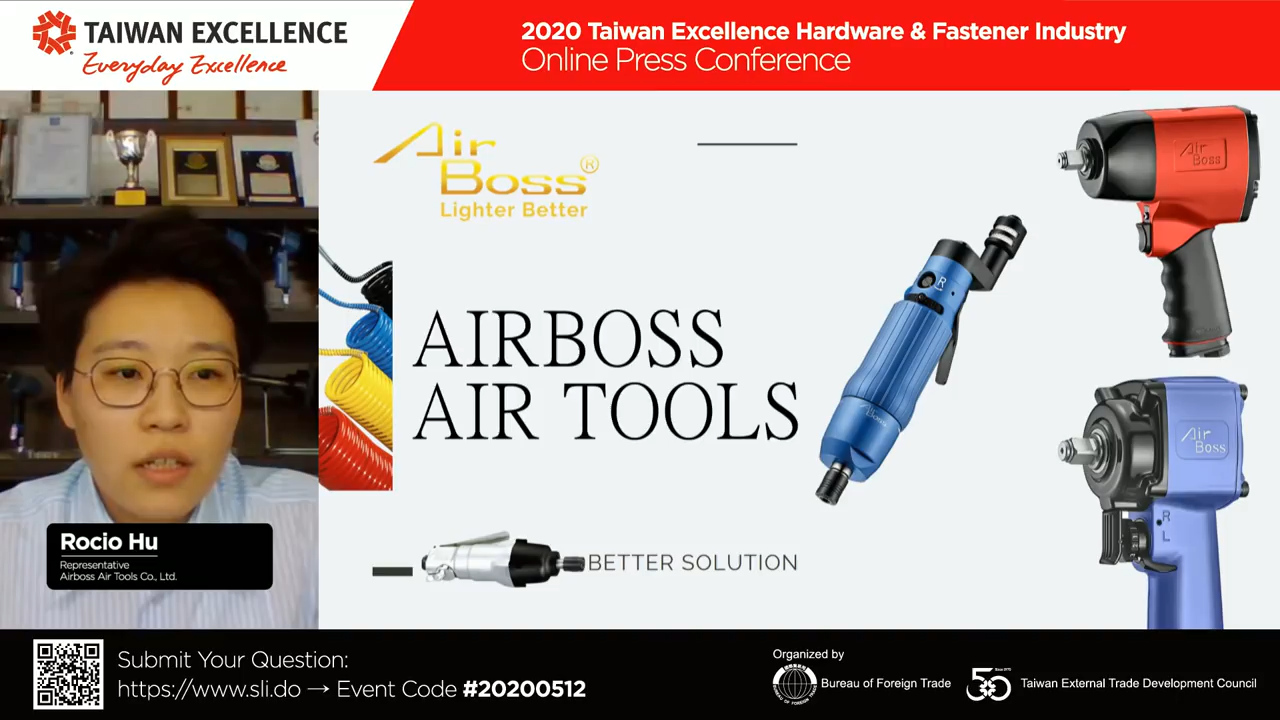 TAIWAN EXCELLENCE
Everyday Excellence
2020 Taiwan Excellence Hardware & Fastener Industry
Online Press Conference
Air
Boss®
Lighter Better
AIRBOSS
AIR TOOLS
BETTER SOLUTION
Air
Boss
R
Air
Boss
R
L
Rocio Hu
Representative
Airboss Air Tools Co., Ltd.
Submit Your Question:
https://www.sli.do → Event Code #20200512
Organized by
Bureau of Foreign Trade
50
Taiwan External Trade Development Council